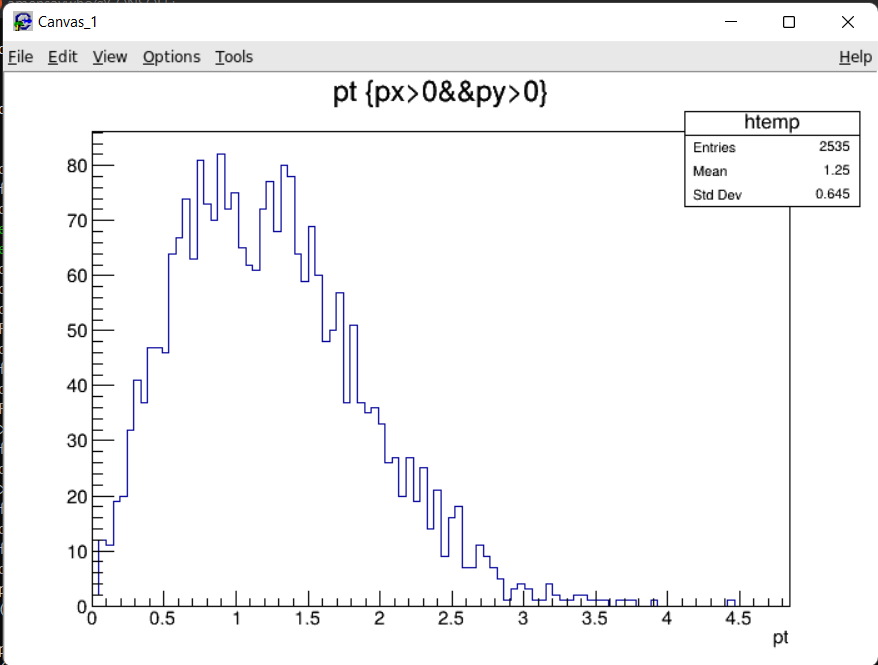 Canvas_1
File Edit View Options Tools Help
pt {px>0&&py>0}
htemp
Entries 2535
Mean 1.25
Std Dev 0.645
80
70
60
50
40
30
20
10
0
0 0.5 1 1.5 2 2.5 3 3.5 4 4.5
pt